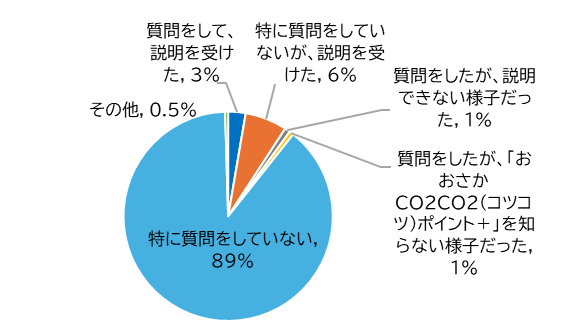 質問をして、
説明を受け
た, 3%
特に質問をしてい
ないが、説明を受
けた, 6%
質問をしたが、説明
できない様子だっ
た, 1%
質問をしたが、「お
おさか
CO2CO2（コツコ
ツ）ポイント＋」を知
らない様子だった,
1%
特に質問をしていない,
89%
その他, 0.5%